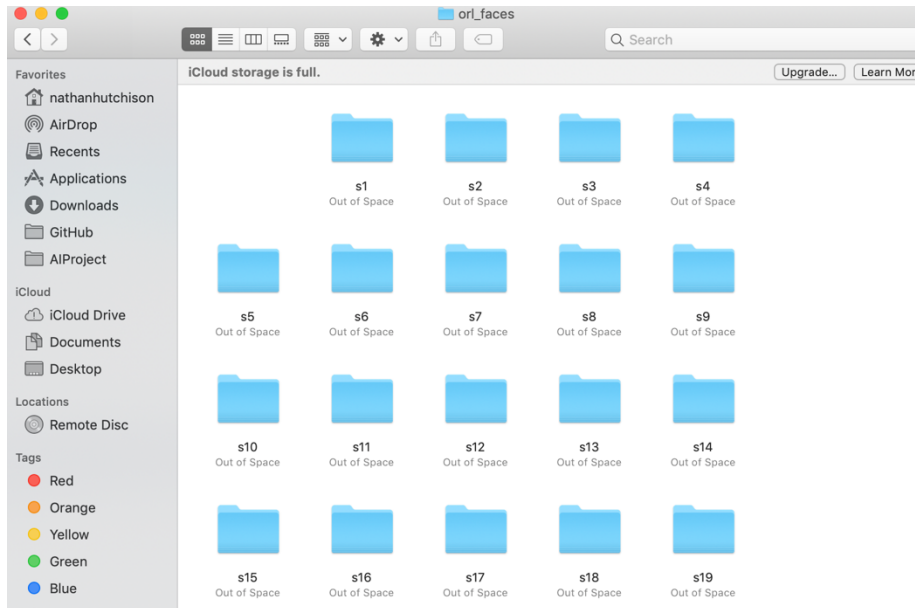 orl_faces
Search
Favorites
nathanhutchison
AirDrop
Recents
Applications
Downloads
GitHub
AIProject
iCloud
iCloud Drive
Documents
Desktop
Locations
Remote Disc
Tags
Red
Orange
Yellow
Green
Blue
iCloud storage is full. Upgrade... Learn Mor
s1 s2 s3 s4
Out of Space Out of Space Out of Space Out of Space
s5 s6 s7 s8 s9
Out of Space Out of Space Out of Space Out of Space Out of Space
s10 s11 s12 s13 s14
Out of Space Out of Space Out of Space Out of Space Out of Space
s15 s16 s17 s18 s19
Out of Space Out of Space Out of Space Out of Space Out of Space